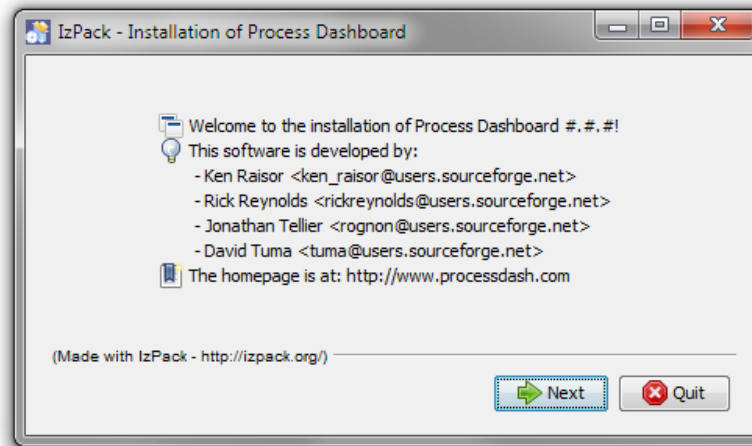 IzPack - Installation of Process Dashboard
Welcome to the installation of Process Dashboard #.#.#!
This software is developed by:
- Ken Raisor <ken_raisor@users.sourceforge.net>
- Rick Reynolds <rickreynolds@users.sourceforge.net>
- Jonathan Tellier <rognon@users.sourceforge.net>
- David Tuma <tuma@users.sourceforge.net>
The homepage is at: http://www.processdash.com
(Made with IzPack - http://izpack.org/)
Next
Quit